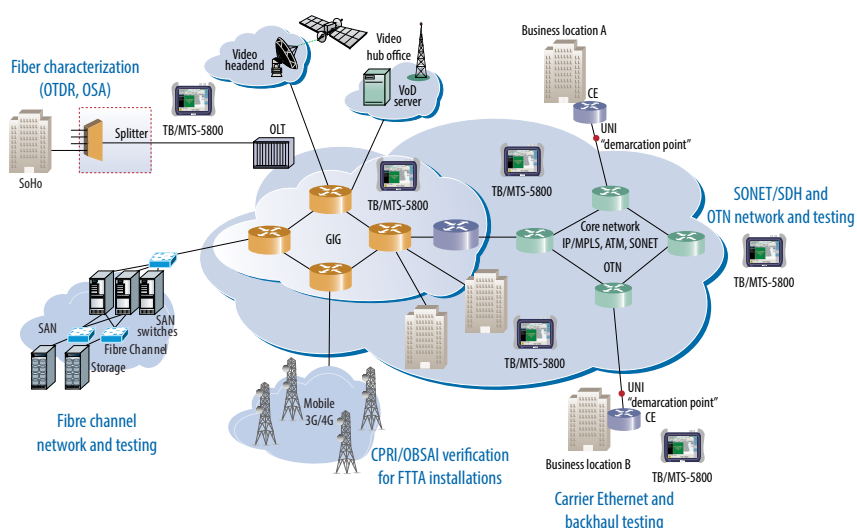 Fiber characterization
(OTDR, OSA)
TB/MTS-5800
Splitter
OLT
SoHo
Video
headend
Video
hub office
VoD
server
Business location A
CE
UNI
"demarcation point"
TB/MTS-5800
TB/MTS-5800
GIG
Core network
IP/MPLS, ATM, SONET
OTN
SONET/SDH and
OTN network and testing
TB/MTS-5800
SAN
SAN
switches
Fibre Channel
Storage
Fibre channel
network and testing
Mobile
3G/4G
CPRI/OBSAI verification
for FTTA installations
TB/MTS-5800
UNI
"demarcation point"
CE
Business location B
TB/MTS-5800
Carrier Ethernet and
backhaul testing